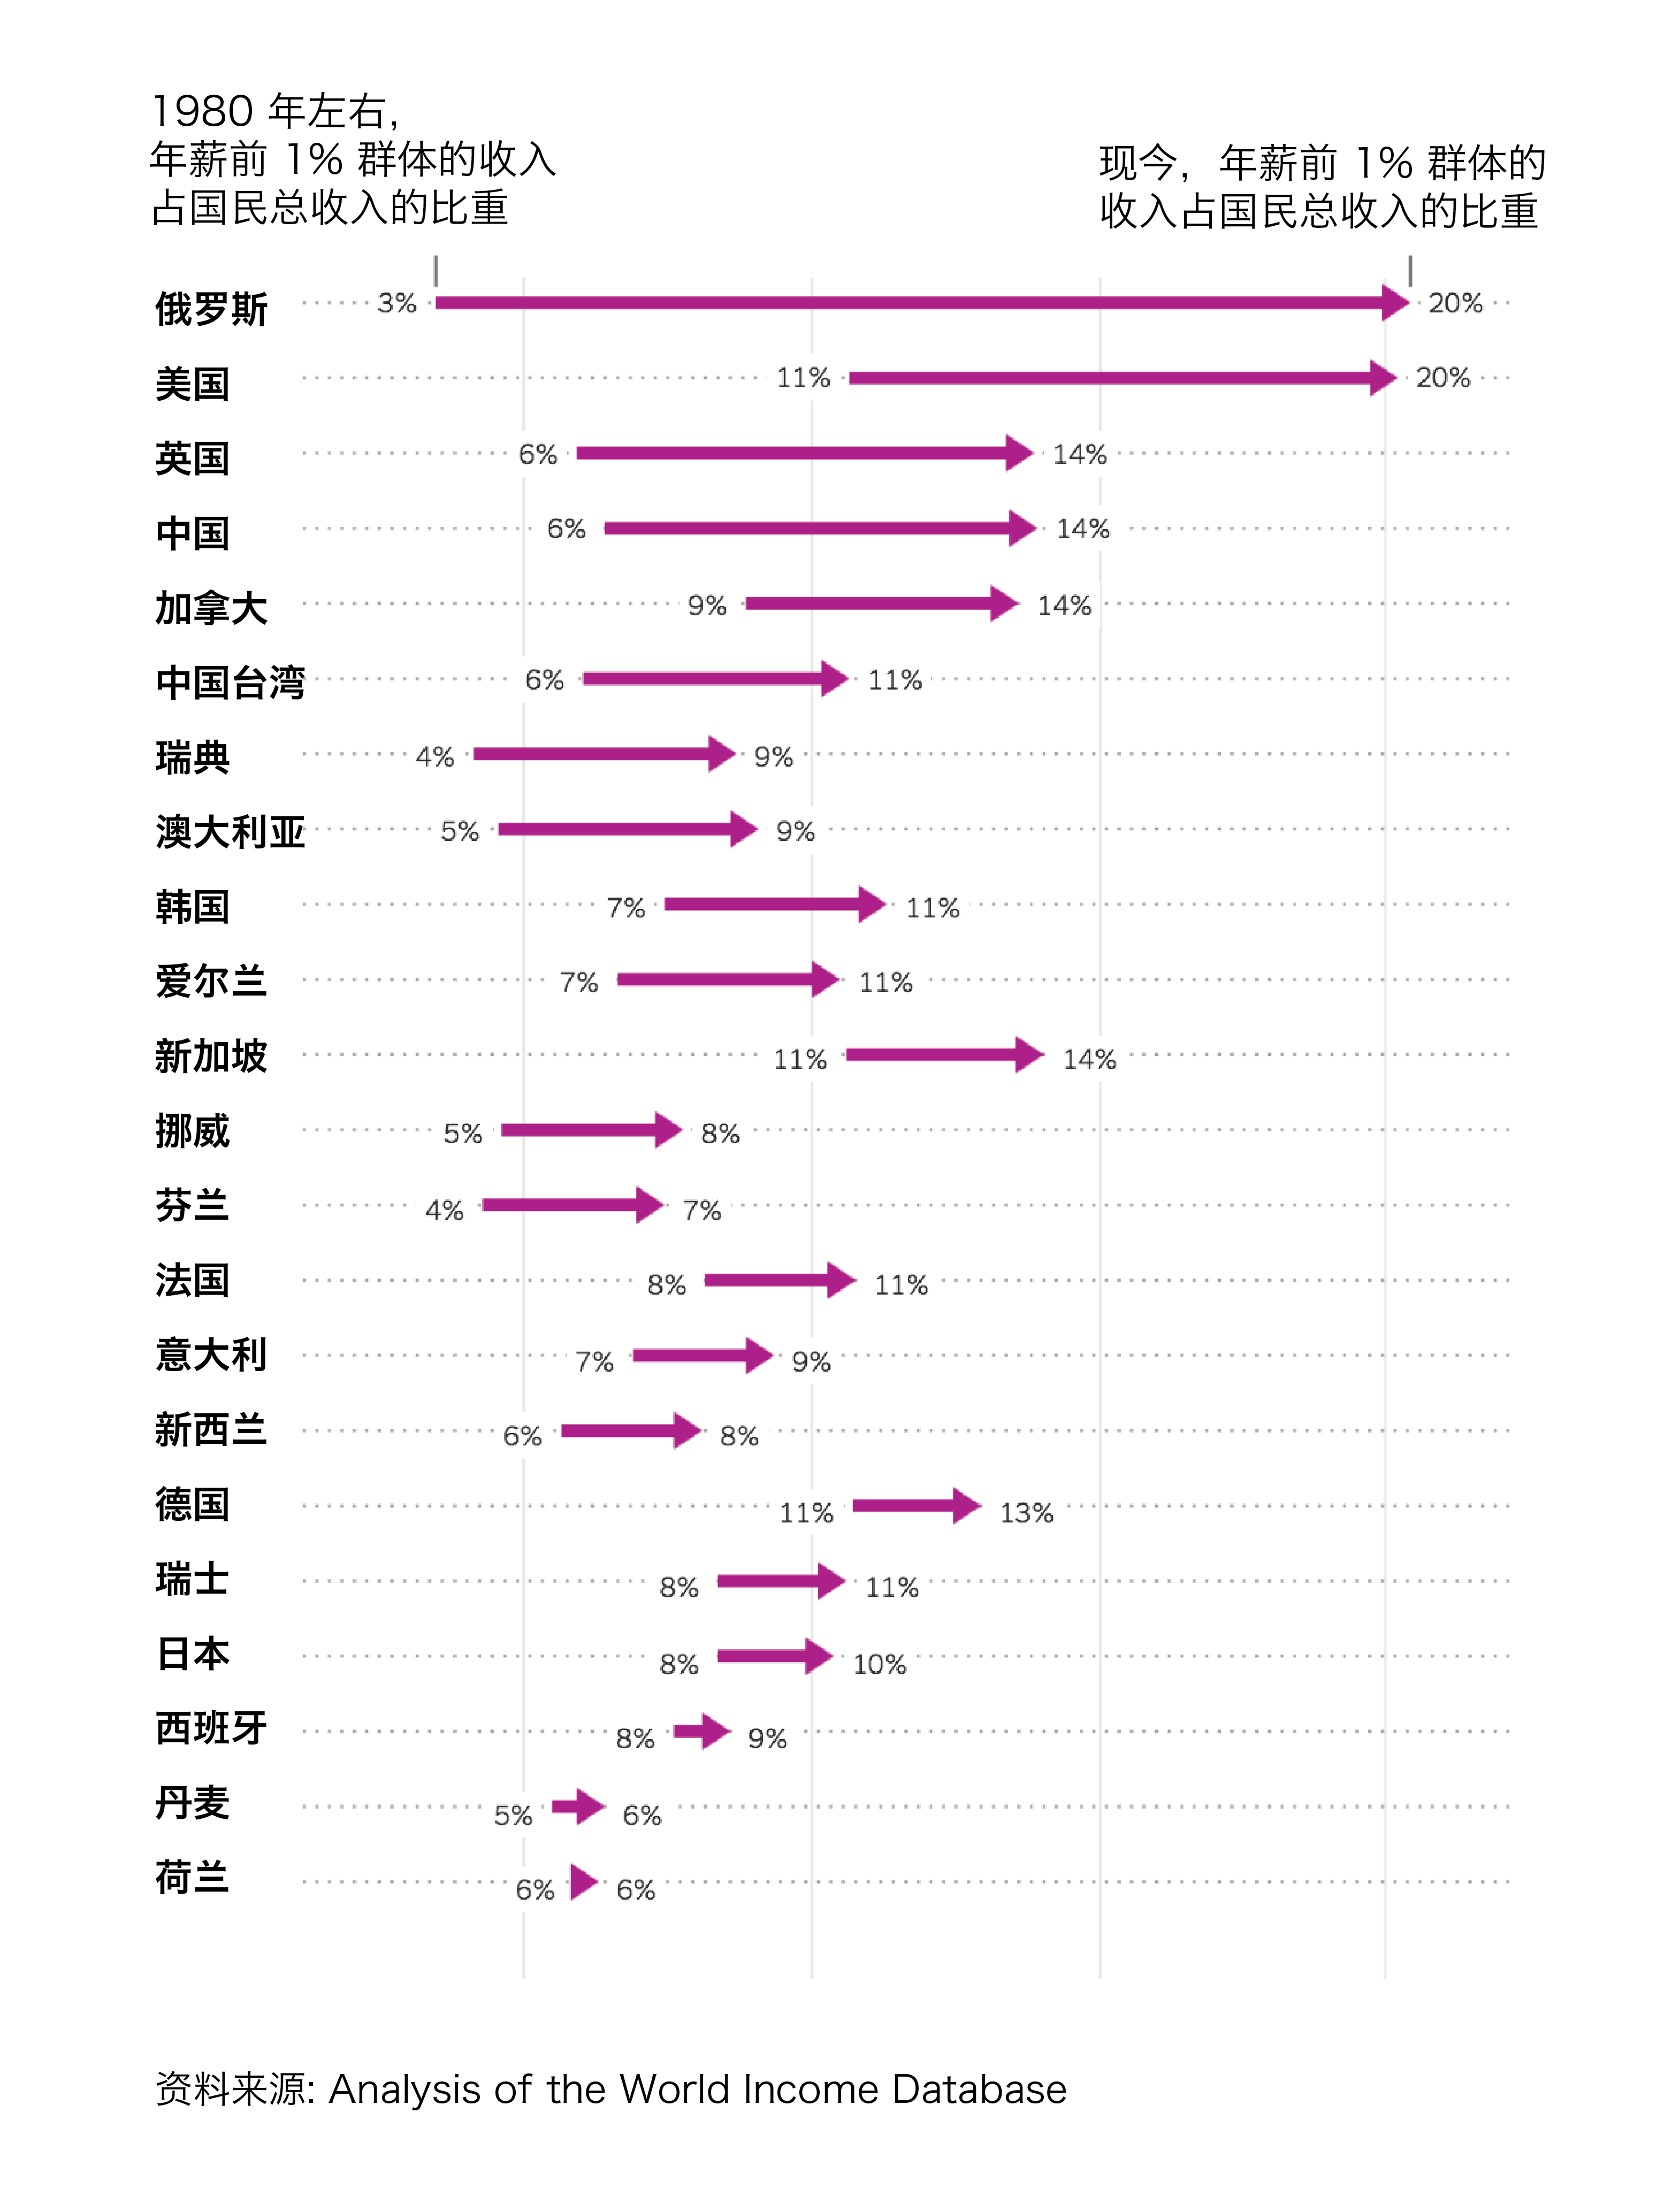 1980 年左右,
年薪前 1% 群体的收入
占国民总收入的比重
现今, 年薪前 1% 群体的
收入占国民总收入的比重
俄罗斯 3% 20%
美国 11% 20%
英国 6% 14%
中国 6% 14%
加拿大 9% 14%
中国台湾 6% 11%
瑞典 4% 9%
澳大利亚 5% 9%
韩国 7% 11%
爱尔兰 7% 11%
新加坡 11% 14%
挪威 5% 8%
芬兰 4% 7%
法国 8% 11%
意大利 7% 9%
新西兰 6% 8%
德国 11% 13%
瑞士 8% 11%
日本 8% 10%
西班牙 8% 9%
丹麦 5% 6%
荷兰 6% 6%
资料来源: Analysis of the World Income Database